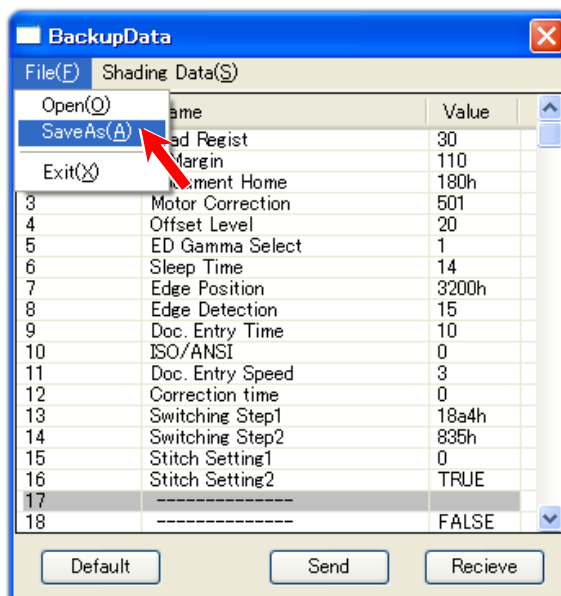 BackupData
File(F) Shading Data(S)
Open(O)
SaveAs(A)
Exit(X)
ame Value
ad Regist 30
Margin 110
ument Home 180h
3 Motor Correction 501
4 Offset Level 20
5 ED Gamma Select 1
6 Sleep Time 14
7 Edge Position 3200h
8 Edge Detection 15
9 Doc. Entry Time 10
10 ISO/ANSI 0
11 Doc. Entry Speed 3
12 Correction time 0
13 Switching Step1 18a4h
14 Switching Step2 835h
15 Stitch Setting1 0
16 Stitch Setting2 TRUE
17 --------------
18 -------------- FALSE
Default Send Recieve